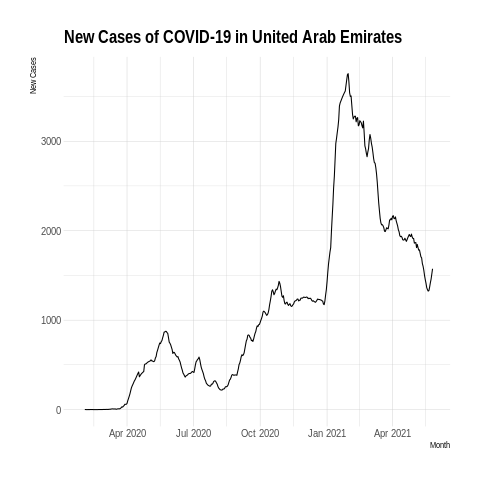 New Cases of COVID-19 in United Arab Emirates
New Cases
3000
2000
1000
0
Apr 2020 Jul 2020 Oct 2020 Jan 2021 Apr 2021
Month